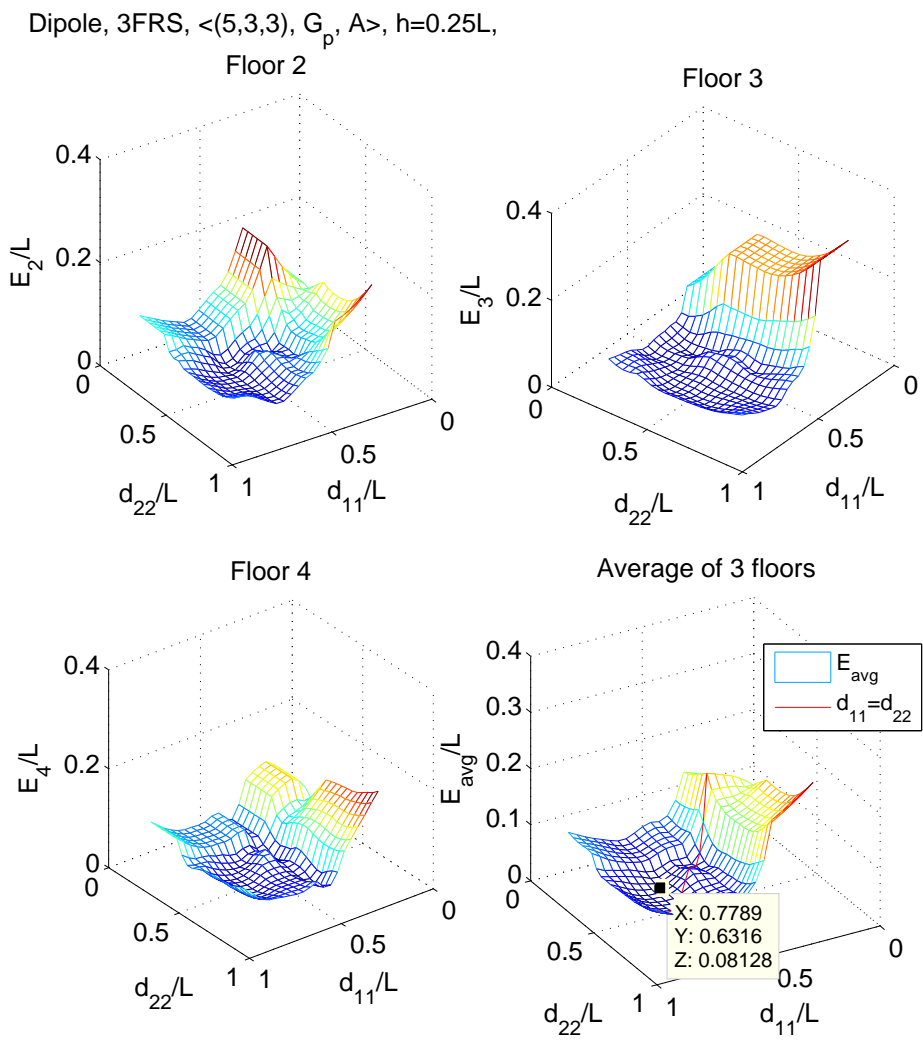 Dipole, 3FRS, <(5,3,3), G_p, A>, h=0.25L,
Floor 2
0.4
0.2
0
E_2/L
0
0.5
1
d_22/L
1
0.5
0
d_11/L
Floor 3
0.4
0.2
0
E_3/L
0
0.5
1
d_22/L
1
0.5
0
d_11/L
Floor 4
0.4
0.2
0
E_4/L
0
0.5
1
d_22/L
1
0.5
0
d_11/L
Average of 3 floors
0.4
0.3
0.2
0.1
0
E_avg/L
0
0.5
1
d_22/L
1
0.5
0
d_11/L
E_avg
d_11=d_22
X: 0.7789
Y: 0.6316
Z: 0.08128